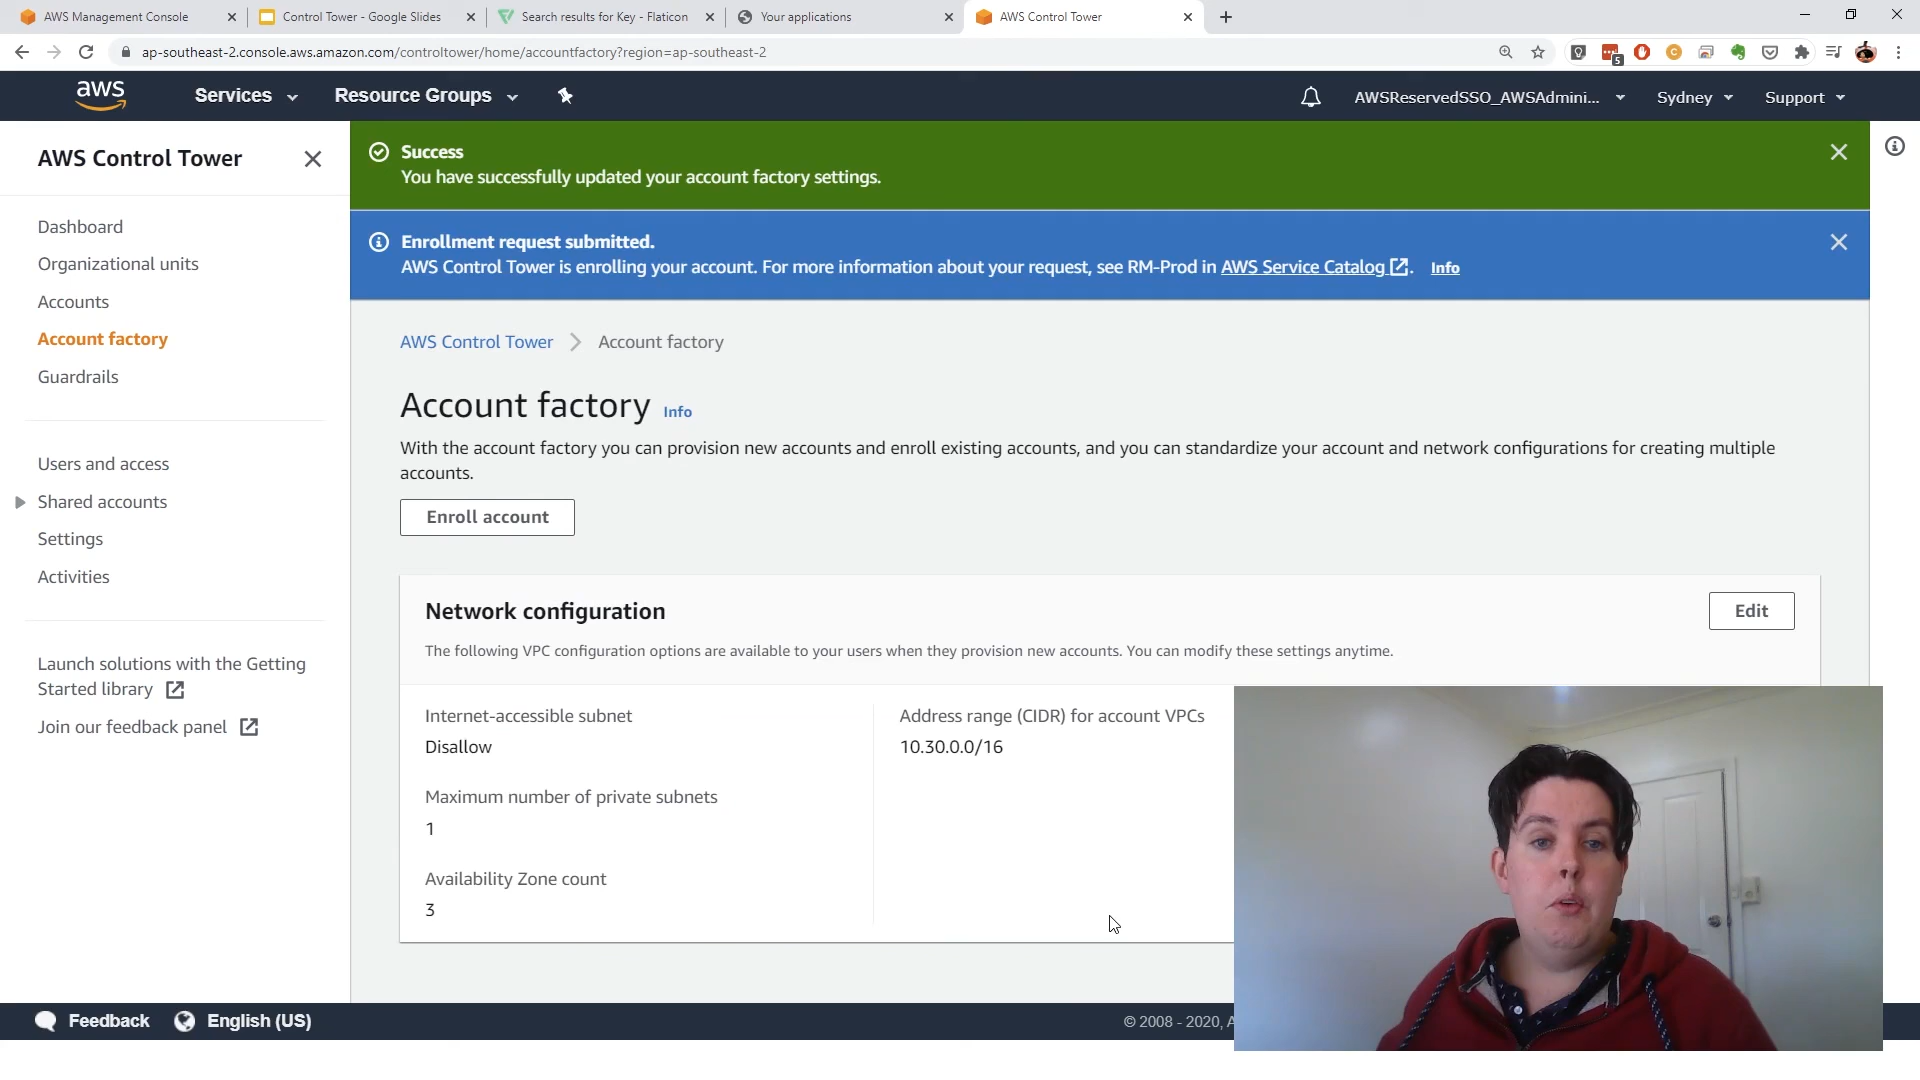 AWS Management Console
Control Tower - Google Slides
Search results for Key - Flaticon
Your applications
AWS Control Tower
ap-southeast-2.console.aws.amazon.com/controltower/home/accountfactory?region=ap-southeast-2
5
aws
Services
Resource Groups
AWSReservedSSO_AWSAdmini...
Sydney
Support
AWS Control Tower
Dashboard
Organizational units
Accounts
Account factory
Guardrails
Users and access
Shared accounts
Settings
Activities
Launch solutions with the Getting
Started library
Join our feedback panel
Success
You have successfully updated your account factory settings.
Enrollment request submitted.
AWS Control Tower is enrolling your account. For more information about your request, see RM-Prod in AWS Service Catalog. Info
AWS Control Tower > Account factory
Account factory Info
With the account factory you can provision new accounts and enroll existing accounts, and you can standardize your account and network configurations for creating multiple
accounts.
Enroll account
Network configuration
Edit
The following VPC configuration options are available to your users when they provision new accounts. You can modify these settings anytime.
Internet-accessible subnet
Disallow
Address range (CIDR) for account VPCs
10.30.0.0/16
Maximum number of private subnets
1
Availability Zone count
3
Feedback
English (US)
© 2008 - 2020,